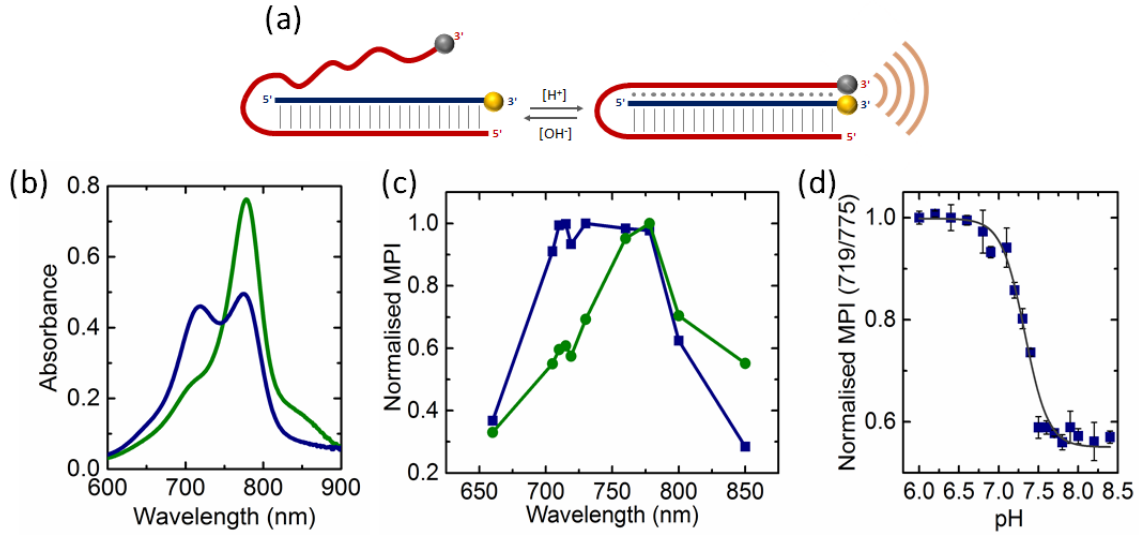 (a)
3'
5'
3'
5'
[H⁺]
[OH⁻]
3'
5'
3'
5'
(b)
0.8
0.6
0.4
0.2
0.0
Absorbance
600 700 800 900
Wavelength (nm)
(c)
1.0
0.8
0.6
0.4
0.2
Normalised MPI
650 700 750 800 850
Wavelength (nm)
(d)
1.0
0.8
0.6
Normalised MPI (719/775)
6.0 6.5 7.0 7.5 8.0 8.5
pH